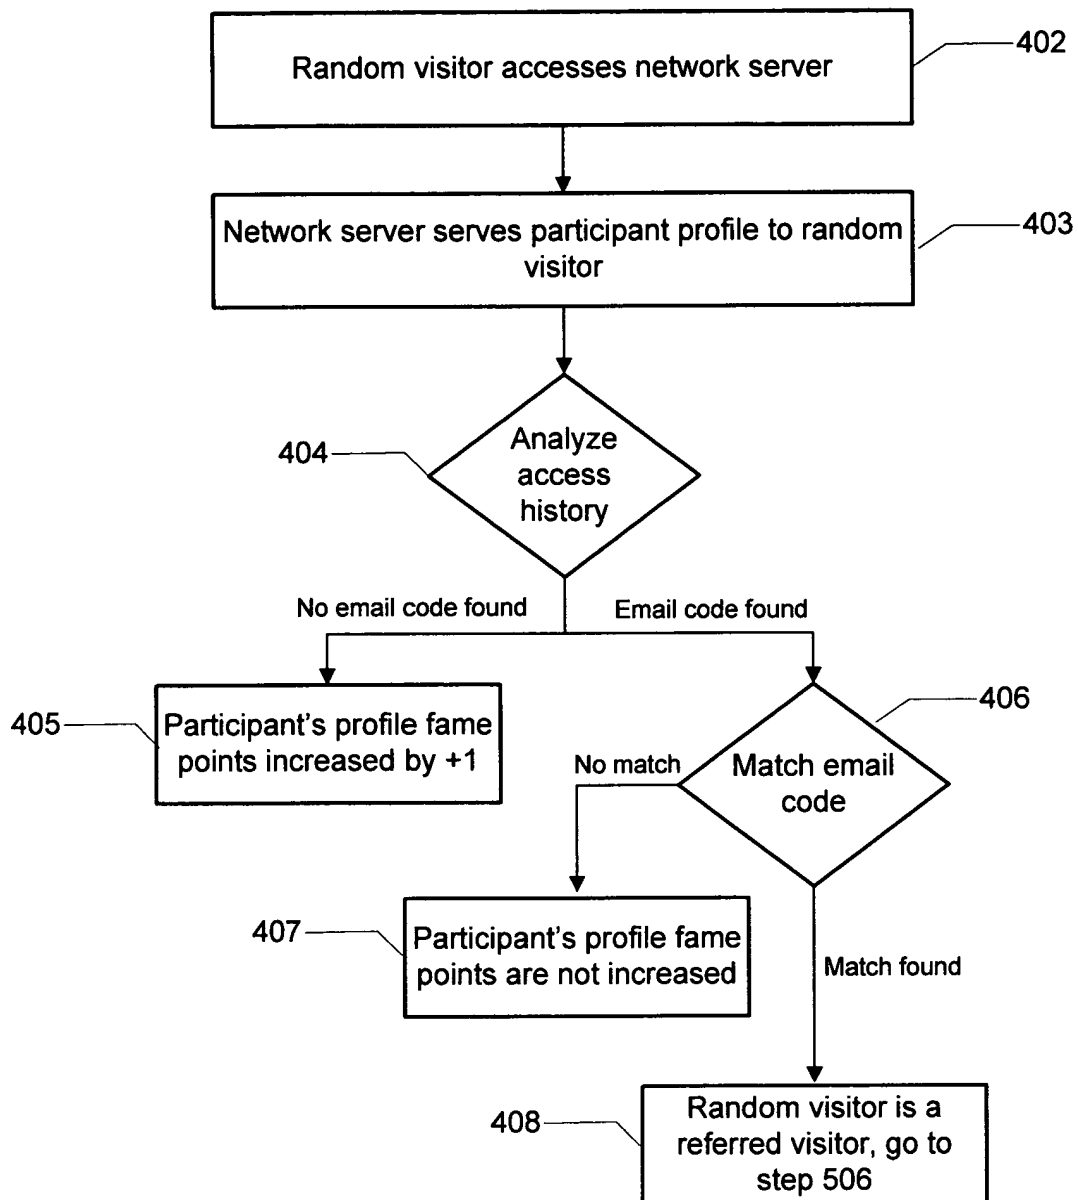 Random visitor accesses network server
402
Network server serves participant profile to random
visitor
403
Analyze
access
history
404
No email code found
Email code found
405
Participant's profile fame
points increased by +1
406
Match email
code
No match
407
Participant's profile fame
points are not increased
Match found
408
Random visitor is a
referred visitor, go to
step 506